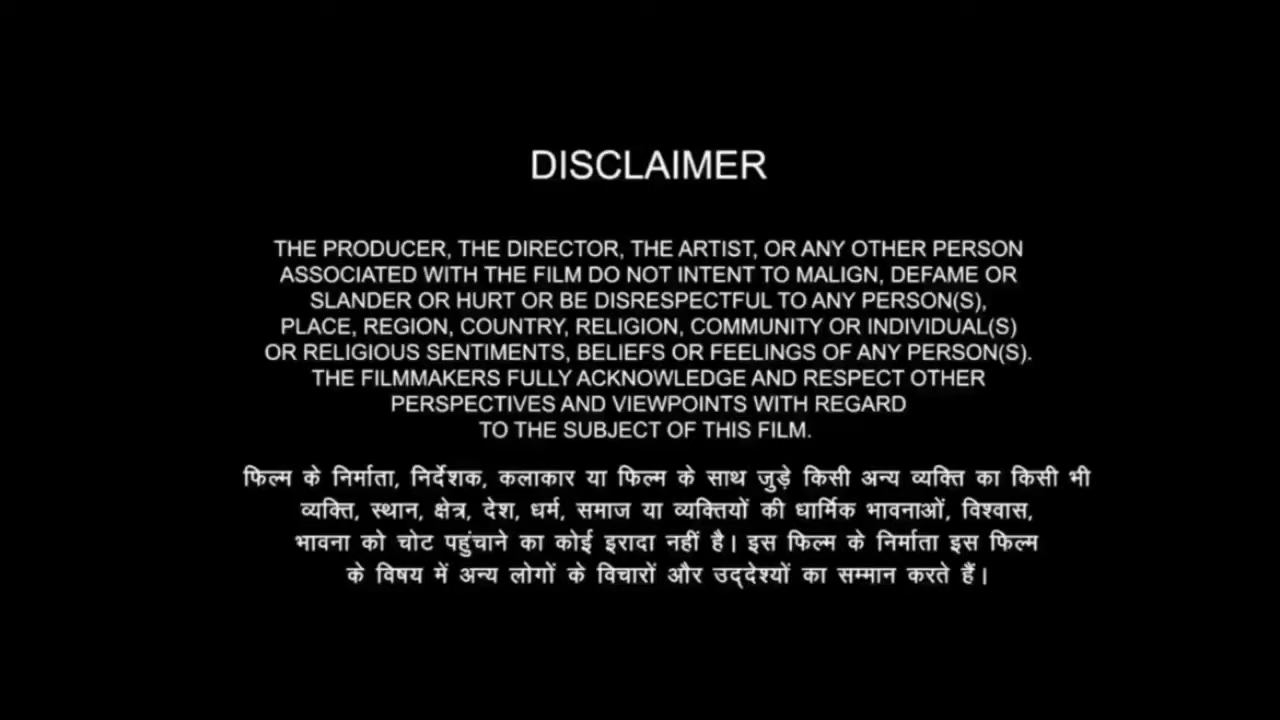 DISCLAIMER
THE PRODUCER, THE DIRECTOR, THE ARTIST, OR ANY OTHER PERSON
ASSOCIATED WITH THE FILM DO NOT INTENT TO MALIGN, DEFAME OR
SLANDER OR HURT OR BE DISRESPECTFUL TO ANY PERSON(S),
PLACE, REGION, COUNTRY, RELIGION, COMMUNITY OR INDIVIDUAL(S)
OR RELIGIOUS SENTIMENTS, BELIEFS OR FEELINGS OF ANY PERSON(S).
THE FILMMAKERS FULLY ACKNOWLEDGE AND RESPECT OTHER
PERSPECTIVES AND VIEWPOINTS WITH REGARD
TO THE SUBJECT OF THIS FILM.
फिल्म के निर्माता, निर्देशक, कलाकार या फिल्म के साथ जुड़े किसी अन्य व्यक्ति का किसी भी
व्यक्ति, स्थान, क्षेत्र, देश, धर्म, समाज या व्यक्तियों की धार्मिक भावनाओं, विश्वास,
भावना को चोट पहुंचाने का कोई इरादा नहीं है। इस फिल्म के निर्माता इस फिल्म
के विषय में अन्य लोगों के विचारों और उद्देश्यों का सम्मान करते हैं।